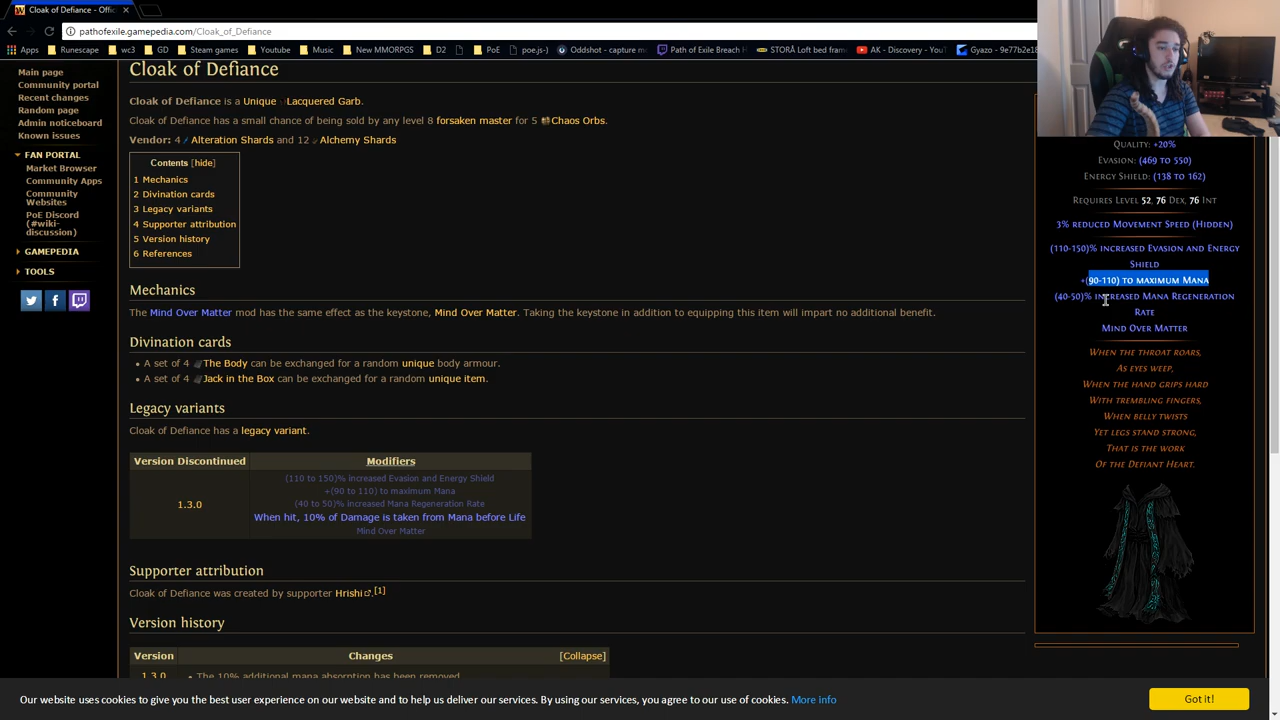 Cloak of Defiance - Offi
pathofexile.gamepedia.com/Cloak_of_Defiance
Apps Runescape wc3 GD Steam games Youtube Music New MMORPGS D2 PoE poe.js-) Oddshot - capture m Path of Exile Breach H STORÅ Loft bed fram AK - Discovery - YouT Gyazo - 9e77b2e18
Main page
Community portal
Recent changes
Random page
Admin noticeboard
Known issues
FAN PORTAL
Market Browser
Community Apps
Community
Websites
PoE Discord
(#wiki-
discussion)
GAMEPEDIA
TOOLS
Cloak of Defiance
Cloak of Defiance is a Unique Lacquered Garb.
Cloak of Defiance has a small chance of being sold by any level 8 forsaken master for 5 Chaos Orbs.
Vendor: 4 Alteration Shards and 12 Alchemy Shards
Contents [hide]
1 Mechanics
2 Divination cards
3 Legacy variants
4 Supporter attribution
5 Version history
6 References
Mechanics
The Mind Over Matter mod has the same effect as the keystone, Mind Over Matter. Taking the keystone in addition to equipping this item will impart no additional benefit.
Divination cards
• A set of 4 The Body can be exchanged for a random unique body armour.
• A set of 4 Jack in the Box can be exchanged for a random unique item.
Legacy variants
Cloak of Defiance has a legacy variant.
Version Discontinued Modifiers
1.3.0
(110 to 150)% increased Evasion and Energy Shield
+(90 to 110) to maximum Mana
(40 to 50)% increased Mana Regeneration Rate
When hit, 10% of Damage is taken from Mana before Life
Mind Over Matter
Supporter attribution
Cloak of Defiance was created by supporter Hrishi.[1]
Version history
Version Changes [Collapse]
1.3.0 • The 10% additional mana absorption has been removed.
Quality: +20%
Evasion: (469 to 550)
Energy Shield: (138 to 162)
Requires Level 52, 76 Dex, 76 Int
3% reduced Movement Speed (Hidden)
(110-150)% increased Evasion and Energy
Shield
+(90-110) to maximum Mana
(40-50)% increased Mana Regeneration
Rate
Mind Over Matter
When the throat roars,
As eyes weep,
When the hand grips hard
With trembling fingers,
When belly twists
Yet legs stand strong,
That is the work
Of the Defiant Heart.
Our website uses cookies to give you the best user experience on our website and to help us deliver our services. By using our services, you agree to our use of cookies. More info
Got it!